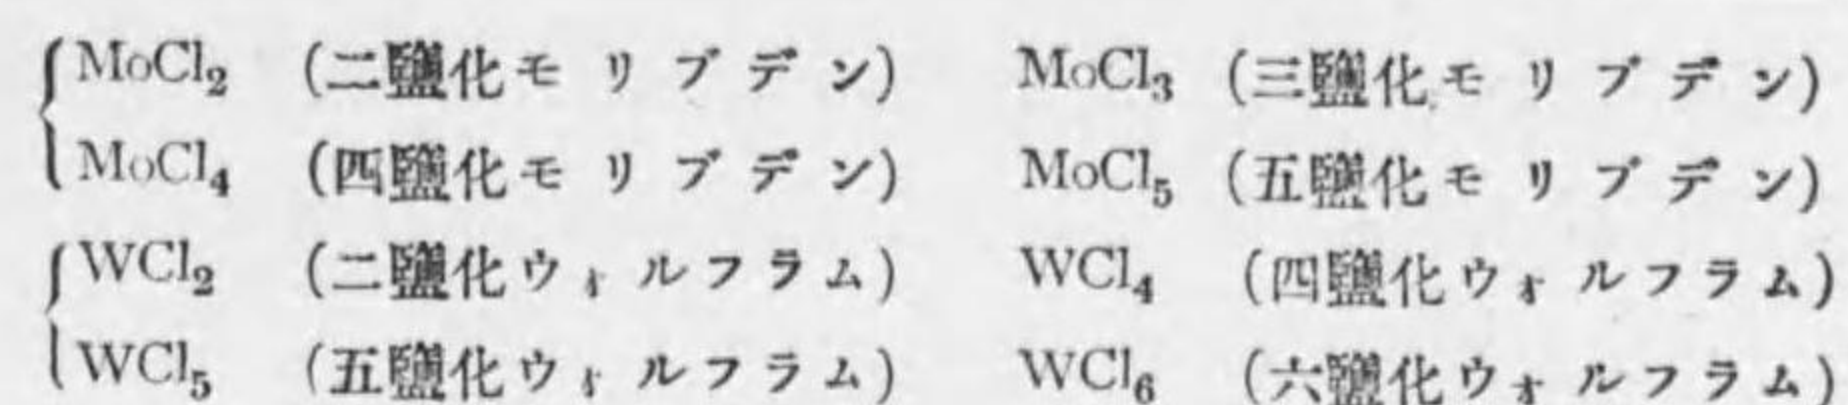 MoCl₂ (二鹽化モリブデン) MoCl₃ (三鹽化モリブデン)
MoCl₄ (四鹽化モリブデン) MoCl₅ (五鹽化モリブデン)
WCl₂ (二鹽化ウォルフラム) WCl₄ (四鹽化ウォルフラム)
WCl₅ (五鹽化ウォルフラム) WCl₆ (六鹽化ウォルフラム)